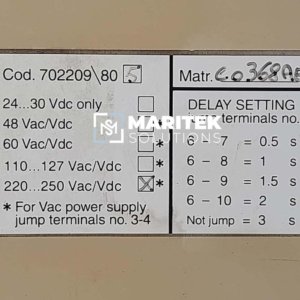 Cod. 702209\80 5
24...30 Vdc only
48 Vac/Vdc *
60 Vac/Vdc *
110...127 Vac/Vdc *
220...250 Vac/Vdc *
* For Vac power supply
jump terminals no. 3-4
Matr.
DELAY SETTING
jump terminals no.
6 - 7 = 0.5 s
6 - 8 = 1 s
6 - 9 = 1.5 s
6 - 10 = 2 s
Not jump = 3 s
MARITEK
SOLUTIONS